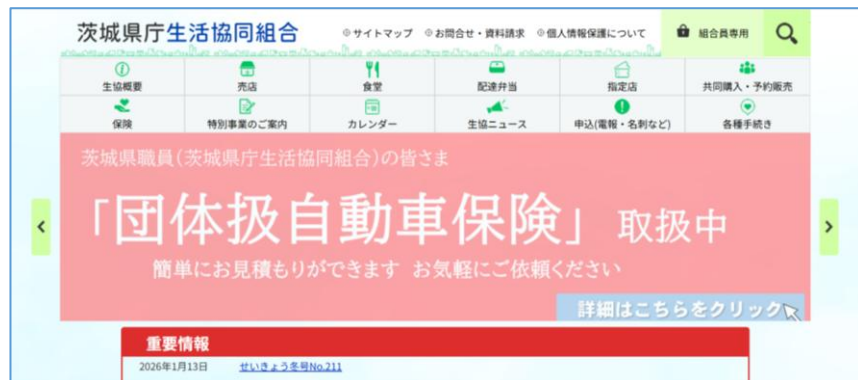 茨城県庁生活協同組合
◎サイトマップ ◎お問合せ・資料請求 ◎個人情報保護について 組合員専用
生協概要 売店 食堂 配達弁当 指定店 共同購入・予約販売
保険 特別事業のご案内 カレンダー 生協ニュース 申込(電報・名刺など) 各種手続き
茨城県職員(茨城県庁生活協同組合)の皆さま
「団体扱自動車保険」取扱中
簡単にお見積もりができます お気軽にご依頼ください
詳細はこちらをクリック
重要情報
2026年1月13日 せいきょう冬号No.211